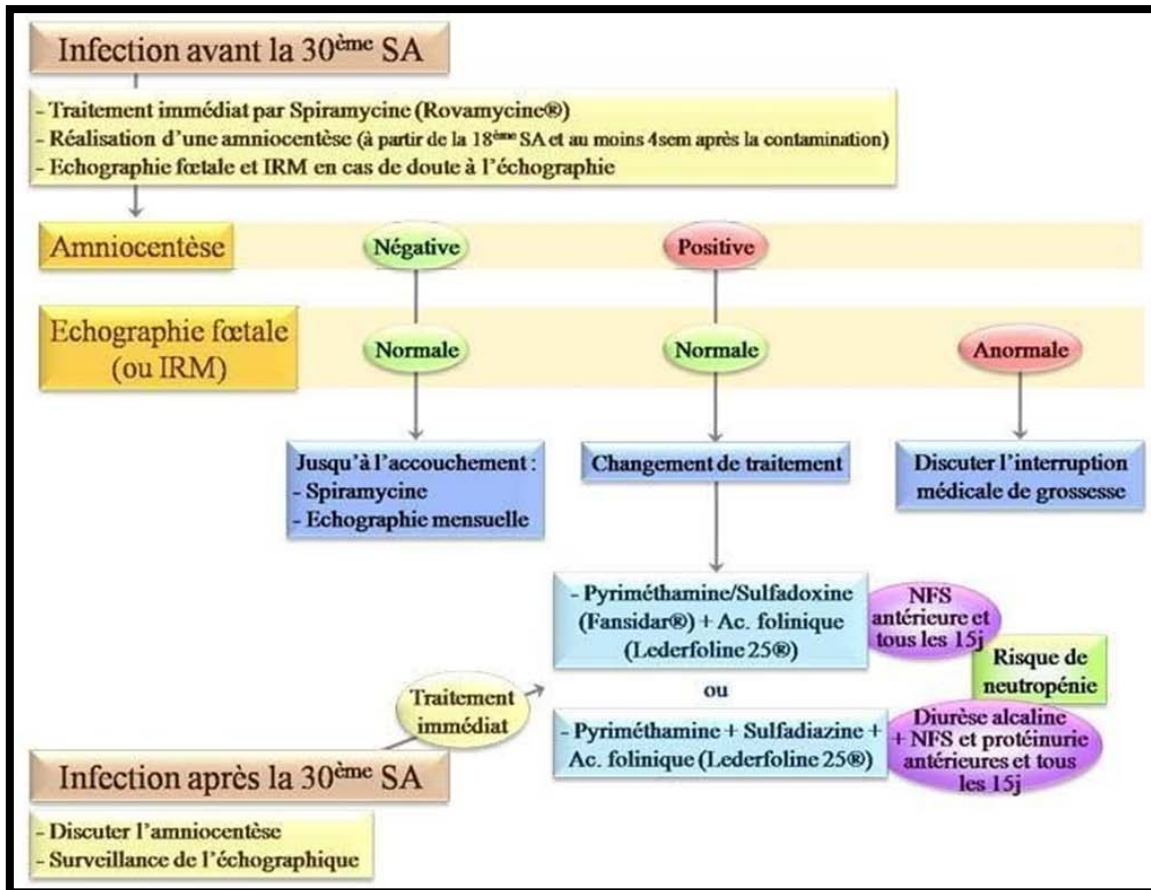 Infection avant la 30ème SA
- Traitement immédiat par Spiramycine (Rovamycine®)
- Réalisation d'une amniocentèse (à partir de la 18ème SA et au moins 4sem après la contamination)
- Echographie fœtale et IRM en cas de doute à l'échographie
Amniocentèse
Négative
Positive
Echographie fœtale
(ou IRM)
Normale
Normale
Anormale
Jusqu'à l'accouchement :
- Spiramycine
- Echographie mensuelle
Changement de traitement
Discuter l'interruption
médicale de grossesse
- Pyriméthamine/Sulfadoxine
(Fansidar®) + Ac. folinique
(Lederfoline 25®)
NFS
antérieure et
tous les 15j
Risque de
neutropénie
ou
Traitement
immédiat
- Pyriméthamine + Sulfadiazine +
Ac. folinique (Lederfoline 25®)
Diurèse alcaline
+ NFS et protéinurie
antérieures et tous
les 15j
Infection après la 30ème SA
- Discuter l'amniocentèse
- Surveillance de l'échographique